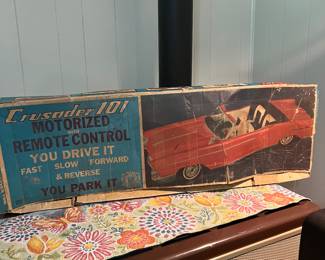 Crusader 101
MOTORIZED
REMOTE CONTROL
YOU DRIVE IT
FAST SLOW FORWARD
& REVERSE
YOU PARK IT